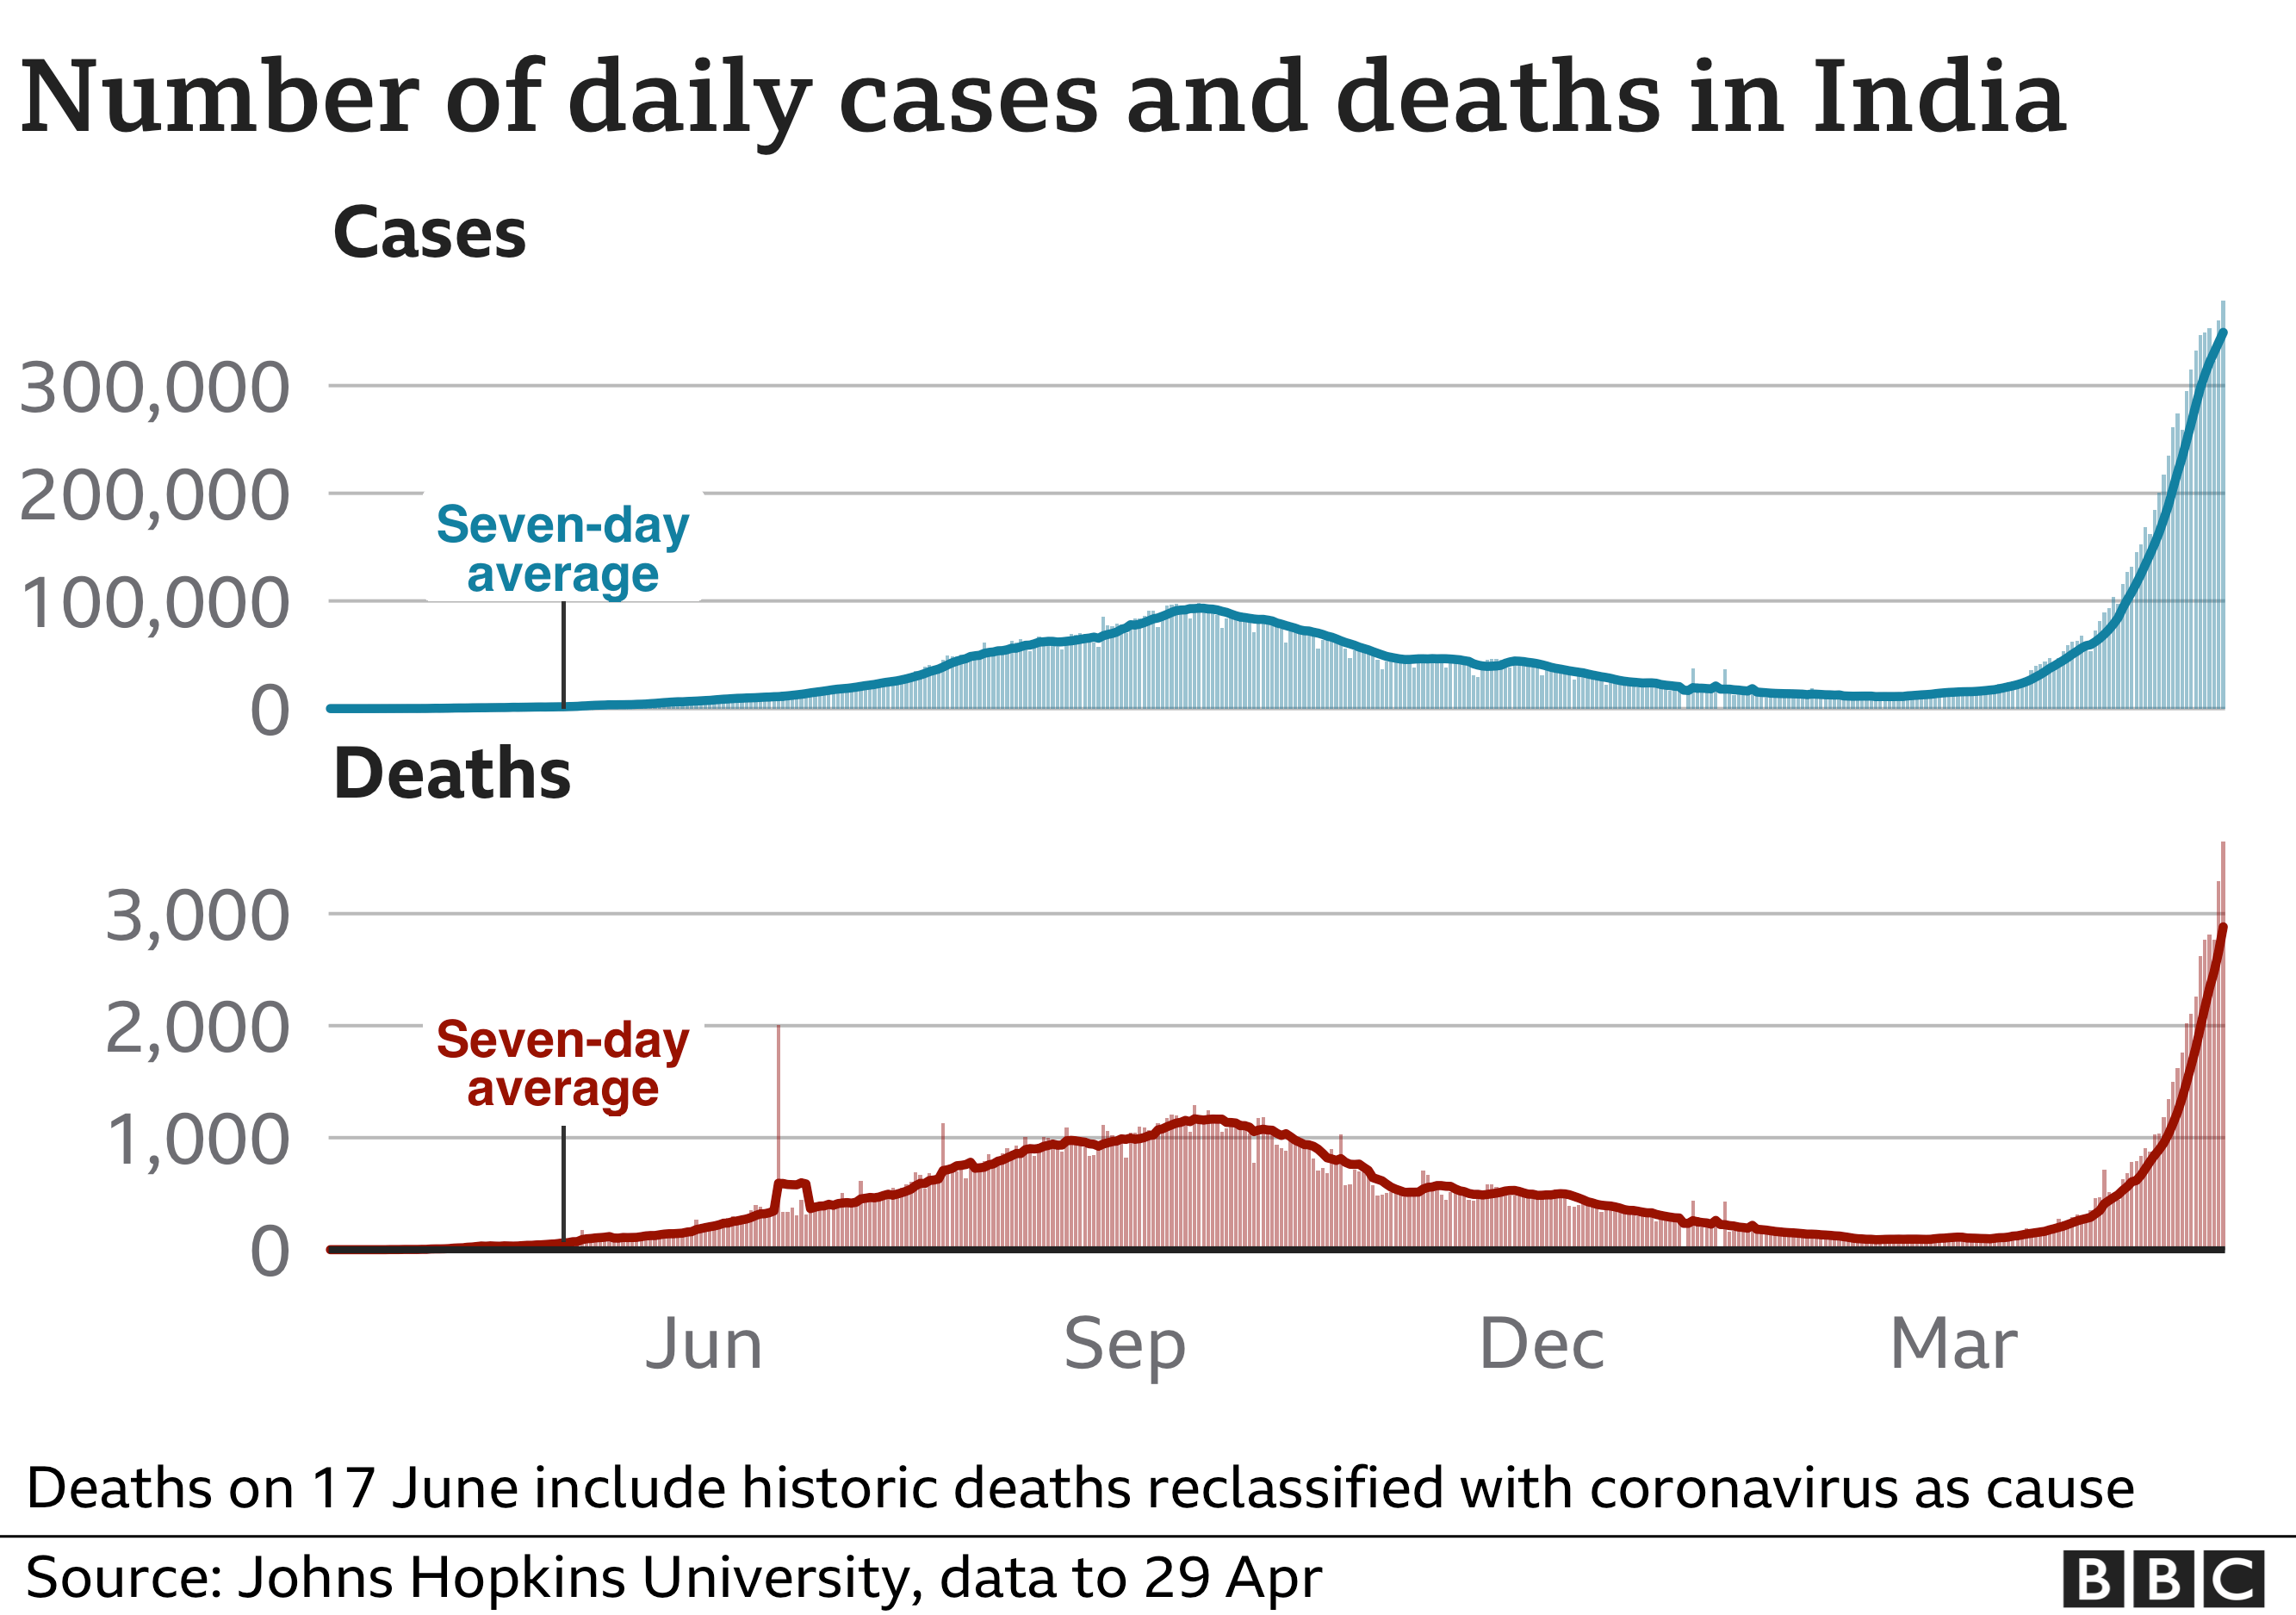 Number of daily cases and deaths in India
Cases
300,000
200,000
Seven-day
average
100,000
0
Deaths
3,000
2,000
Seven-day
average
1,000
0
Jun Sep Dec Mar
Deaths on 17 June include historic deaths reclassified with coronavirus as cause
Source: Johns Hopkins University, data to 29 Apr
BBC